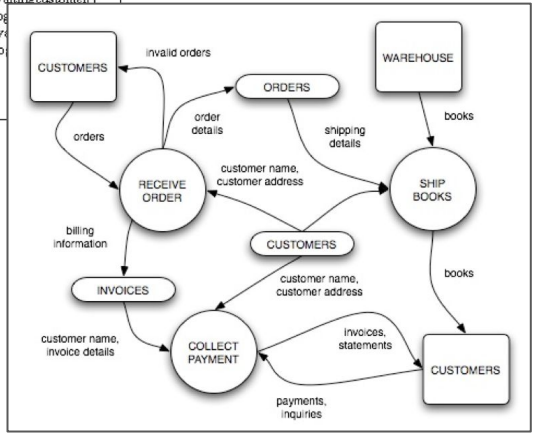 CUSTOMERS
invalid orders
WAREHOUSE
ORDERS
order
details
orders
shipping
details
books
customer name,
customer address
RECEIVE
ORDER
SHIP
BOOKS
billing
information
CUSTOMERS
books
customer name,
customer address
INVOICES
customer name,
invoice details
COLLECT
PAYMENT
invoices,
statements
CUSTOMERS
payments,
inquiries